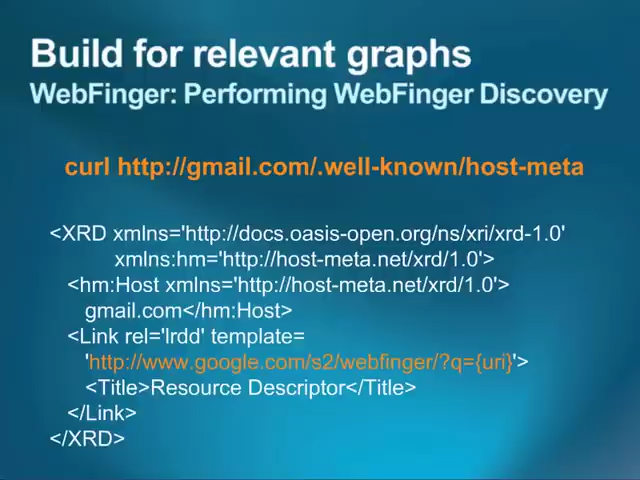 Build for relevant graphs
WebFinger: Performing WebFinger Discovery
curl http://gmail.com/.well-known/host-meta
<XRD xmlns='http://docs.oasis-open.org/ns/xri/xrd-1.0'
xmlns:hm='http://host-meta.net/xrd/1.0'>
<hm:Host xmlns='http://host-meta.net/xrd/1.0'>
gmail.com</hm:Host>
<Link rel='lrdd' template=
'http://www.google.com/s2/webfinger/?q={uri}'>
<Title>Resource Descriptor</Title>
</Link>
</XRD>